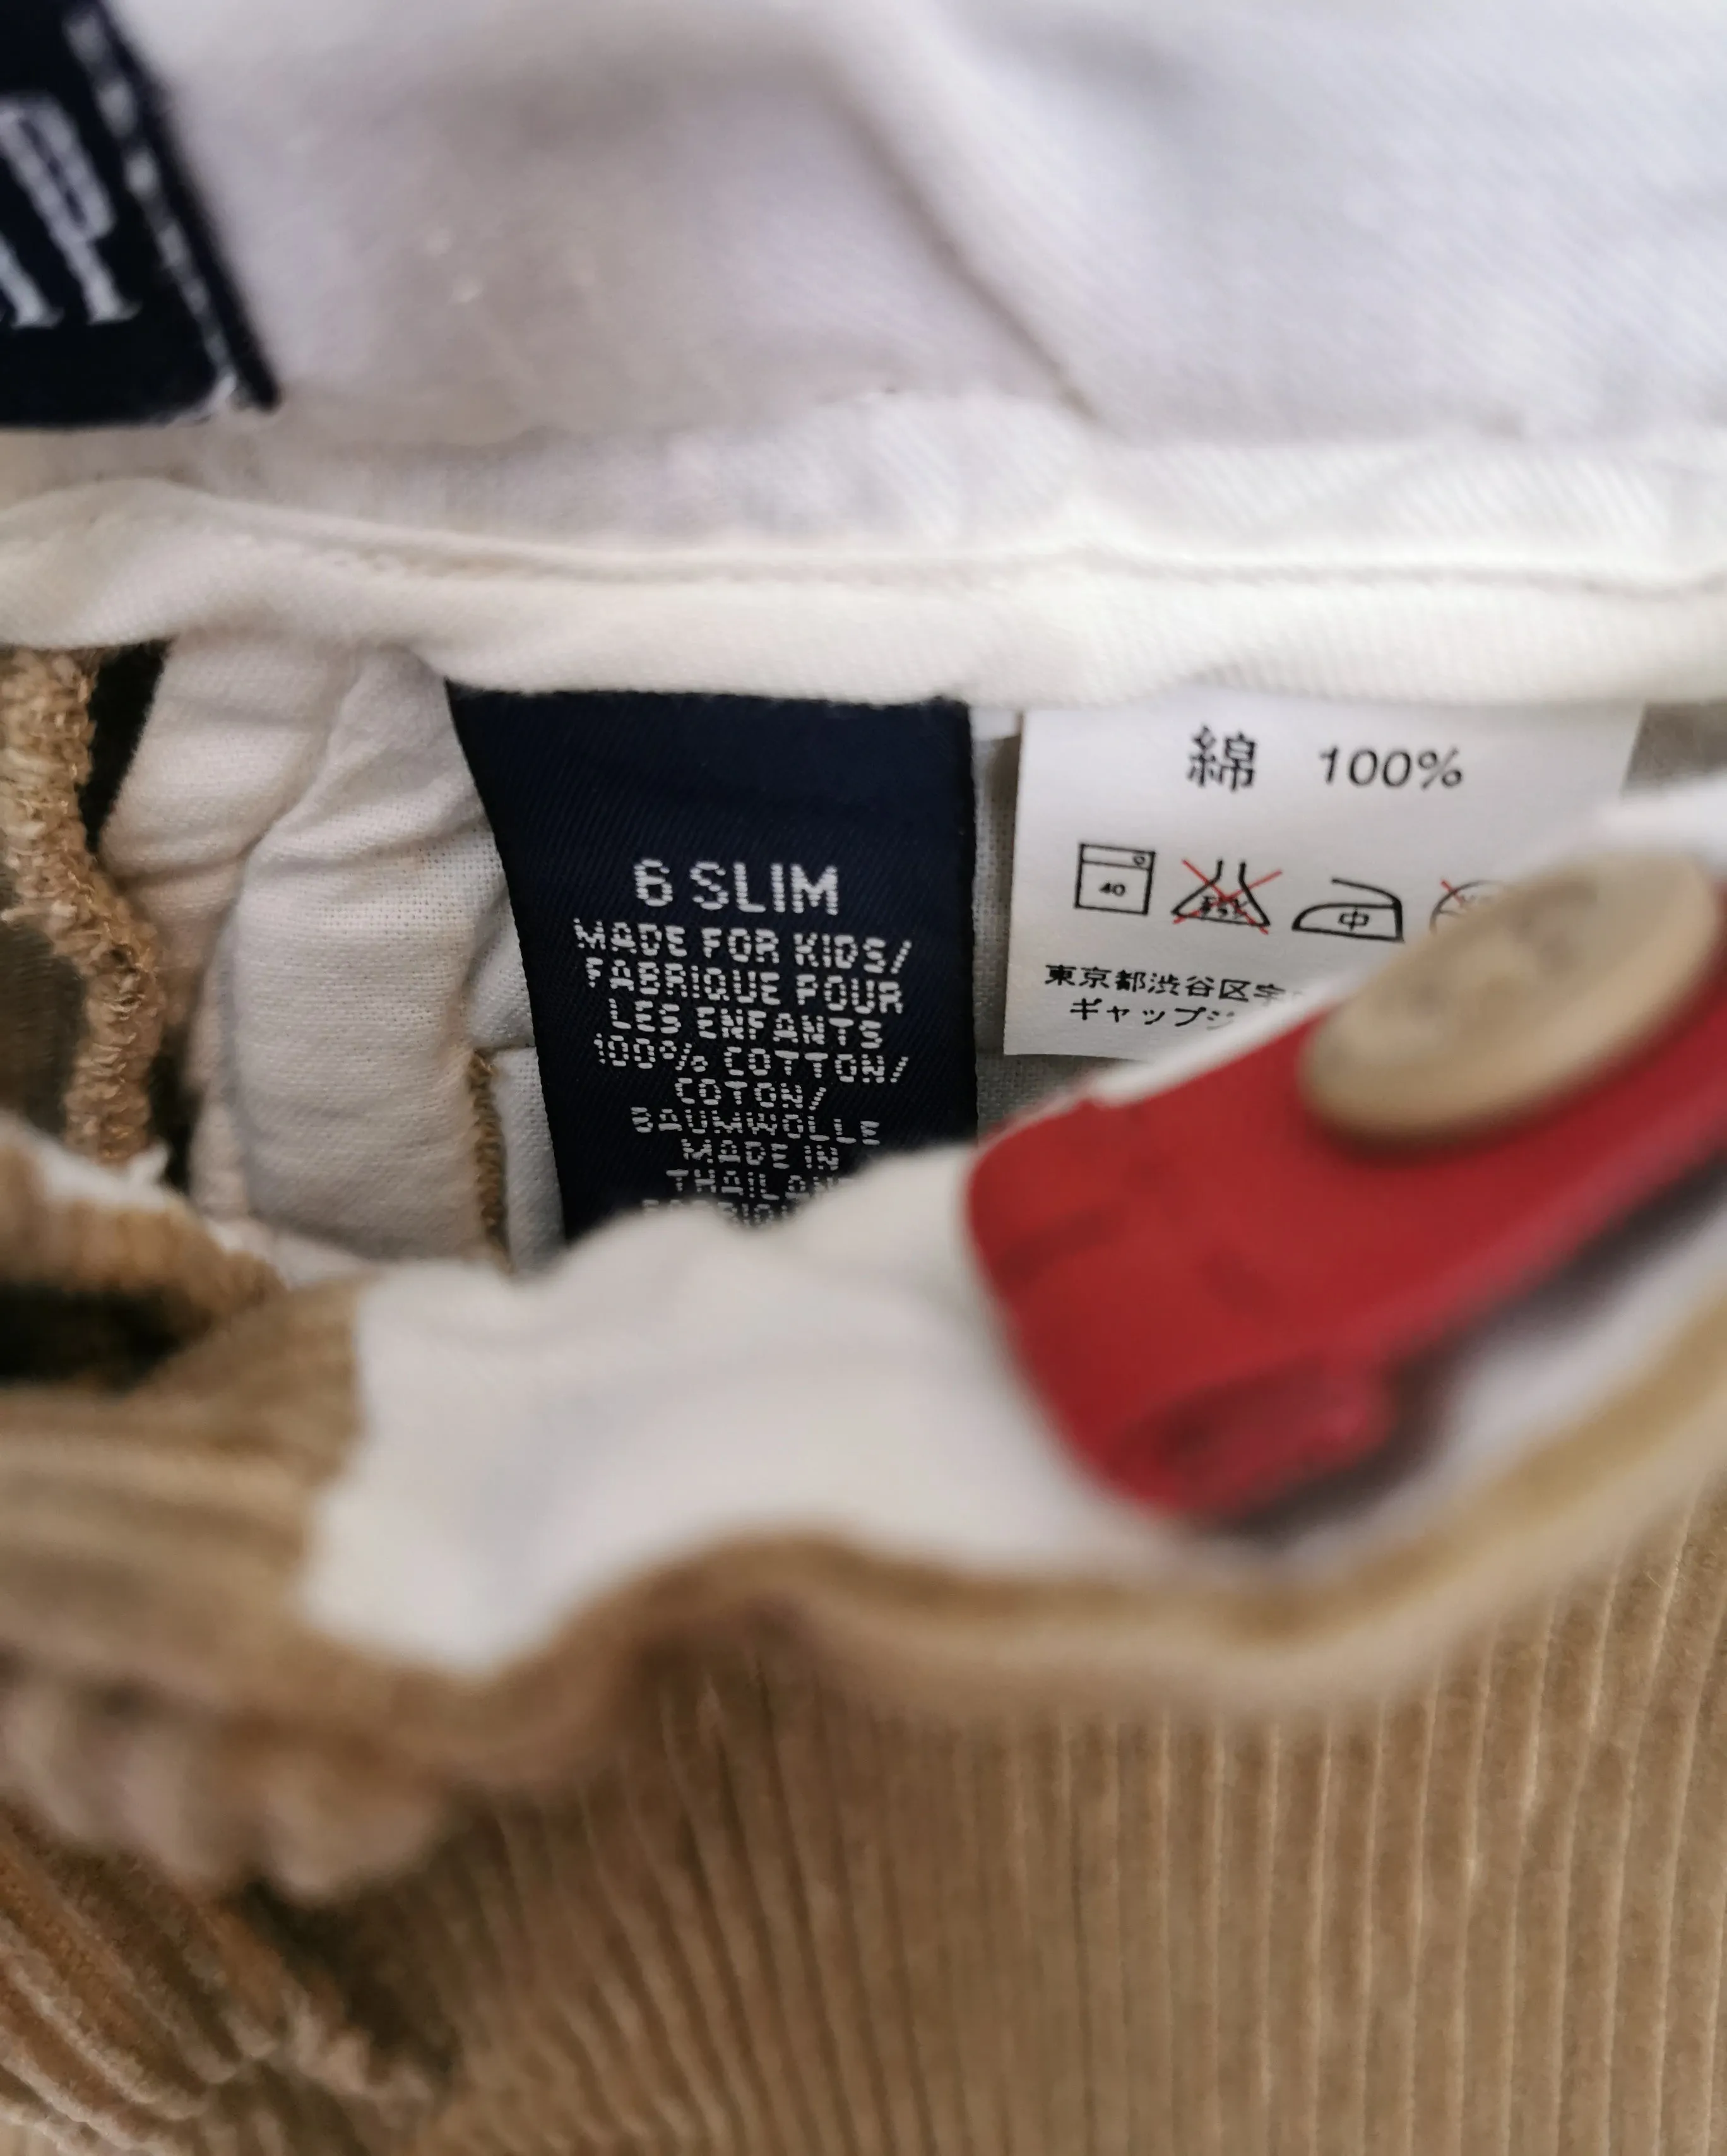 6 SLIM
MADE FOR KIDS/
FABRIQUE POUR
LES ENFANTS
100% COTTON/
COTON/
BAUMWOLLE
MADE IN
綿 100%
40
中
東京都渋谷区
ギャップ